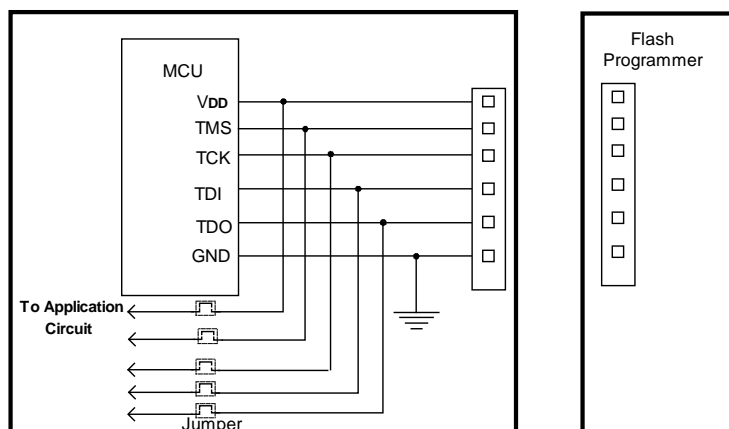 MCU
VDD
TMS
TCK
TDI
TDO
GND
To Application
Circuit
Jumper
Flash
Programmer